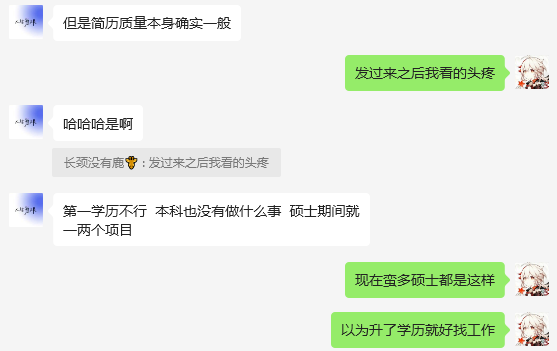 但是简历质量本身确实一般
发过来之后我看的头疼
哈哈哈是啊
长颈没有鹿🦒 : 发过来之后我看的头疼
第一学历不行 本科也没有做什么事 硕士期间就
一两个项目
现在蛮多硕士都是这样
以为升了学历就好找工作